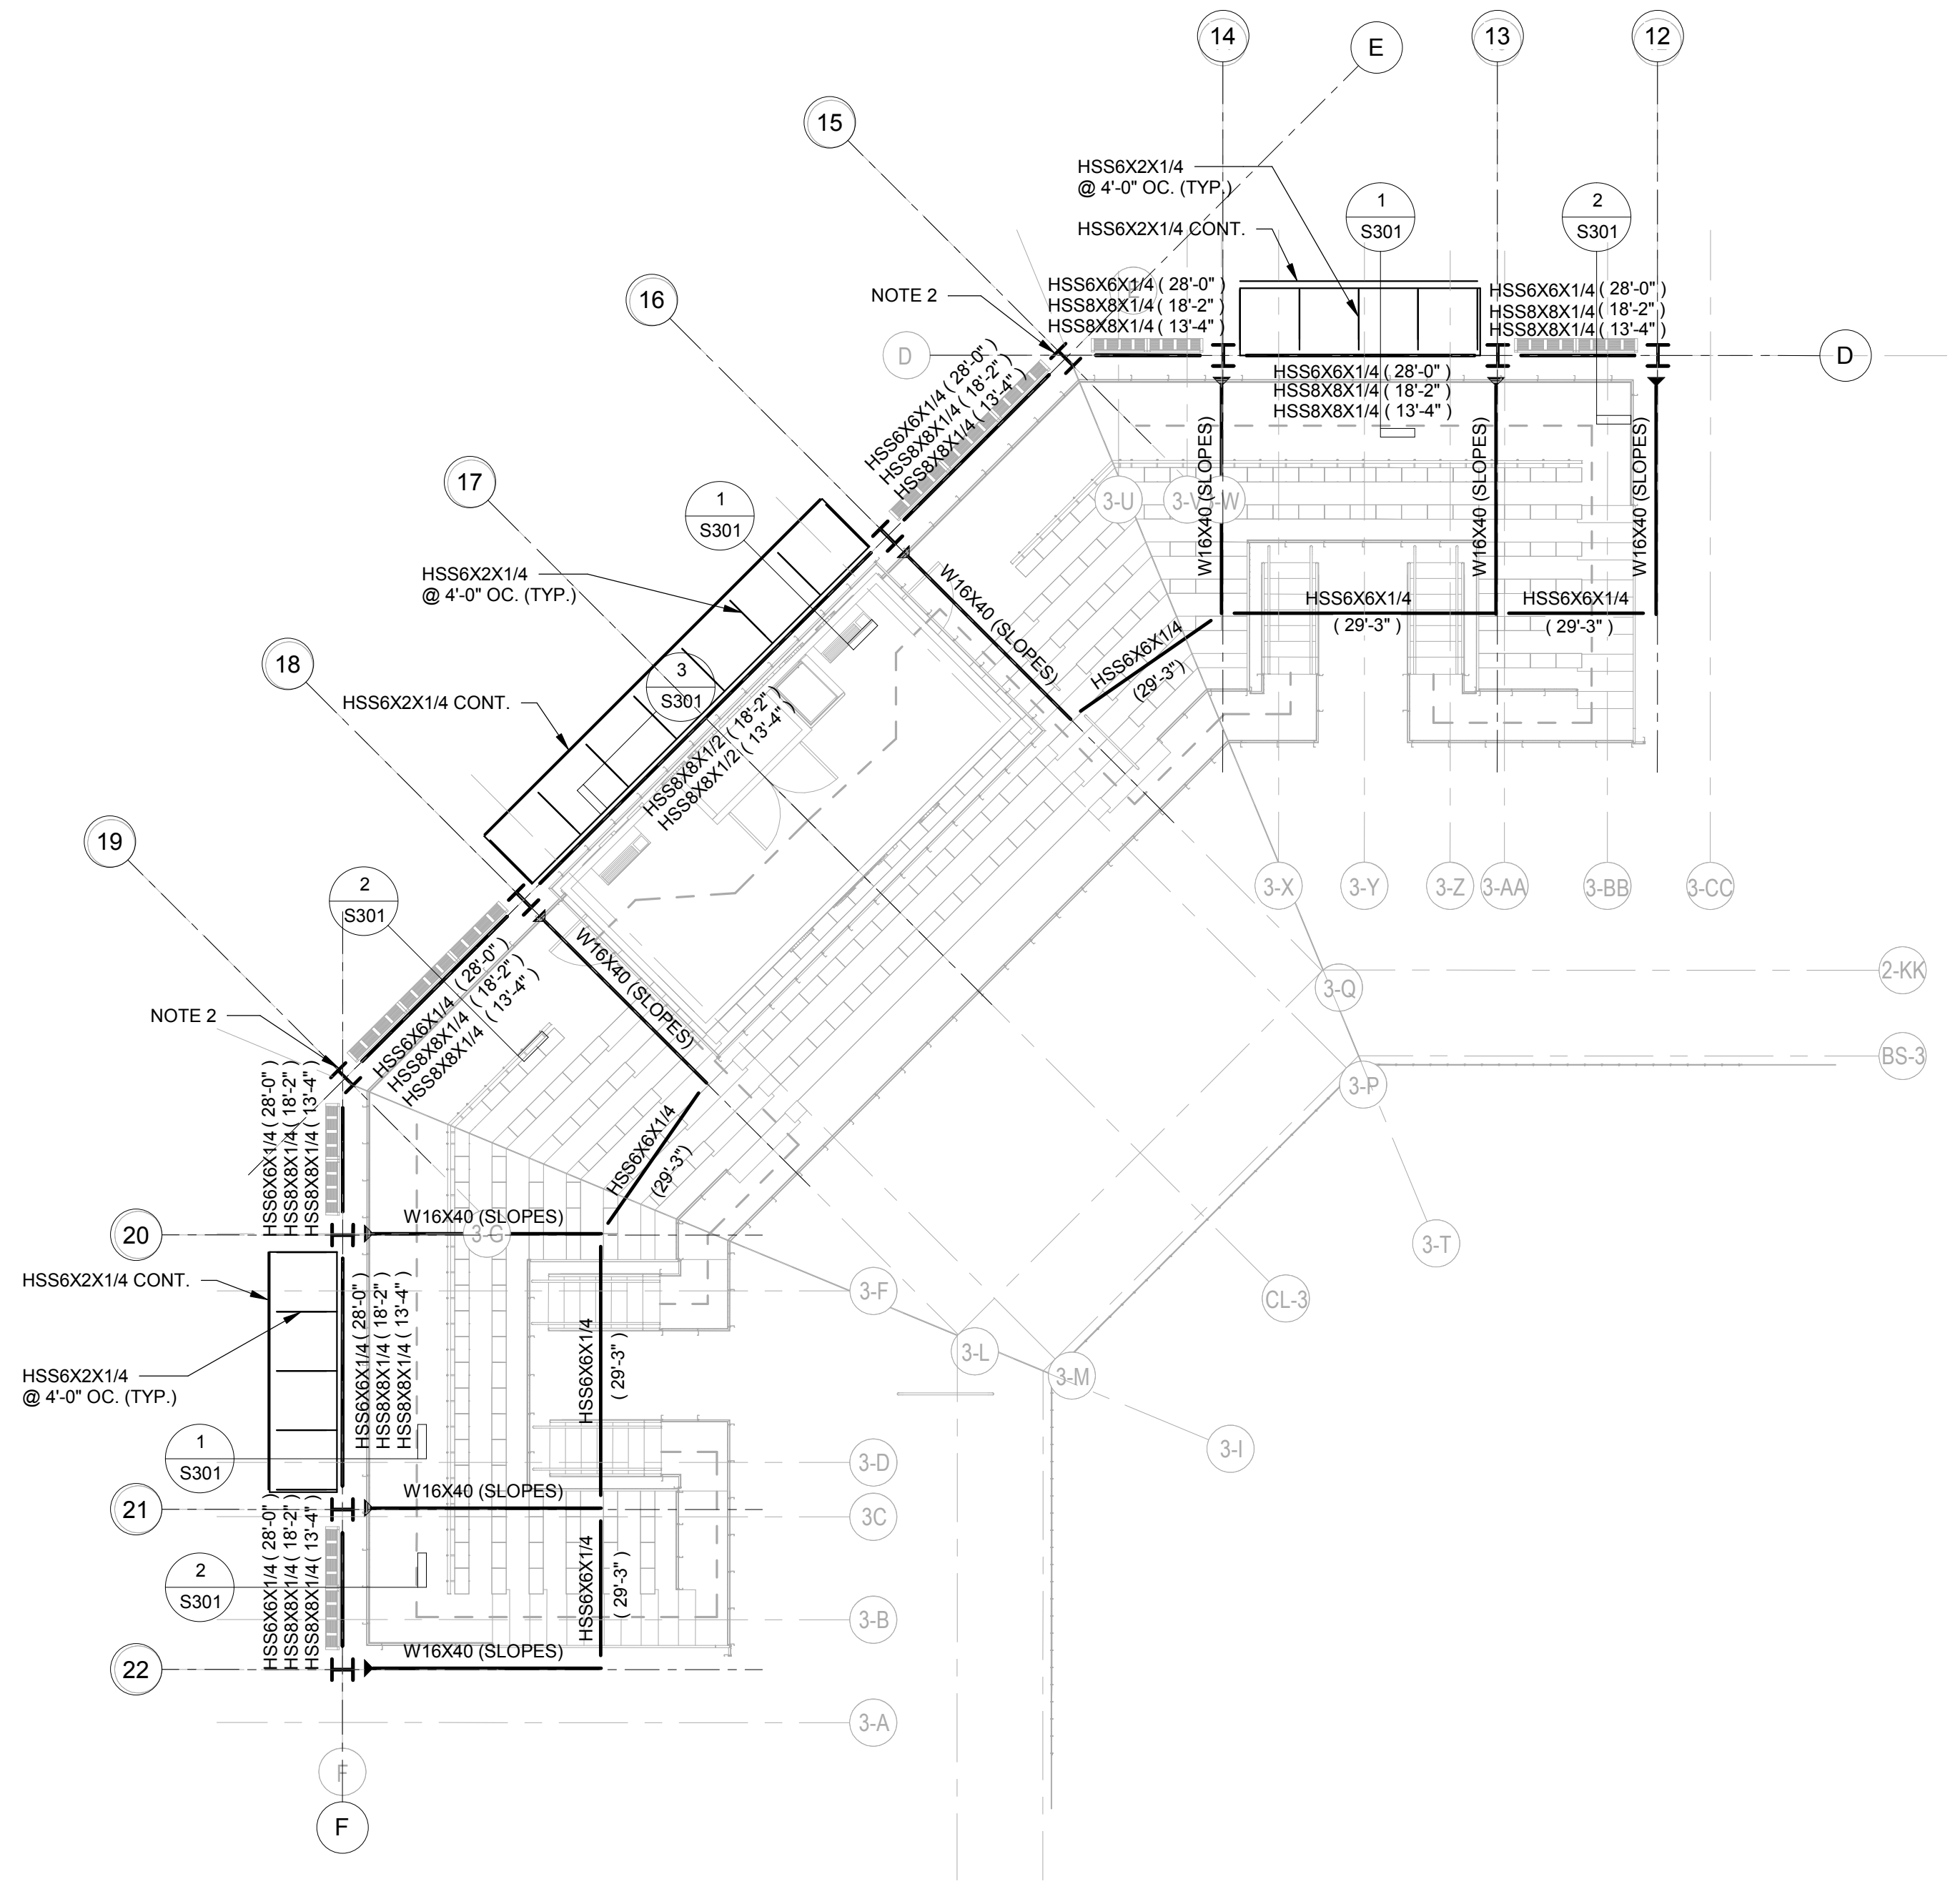 14
E
13
12
15
HSS6X2X1/4
@ 4'-0" OC. (TYP.)
HSS6X2X1/4 CONT.
1
S301
2
S301
16
NOTE 2
HSS6X6X1/4 ( 28'-0" )
HSS8X8X1/4 ( 18'-2" )
HSS8X8X1/4 ( 13'-4" )
HSS6X6X1/4 ( 28'-0" )
HSS8X8X1/4 ( 18'-2" )
HSS8X8X1/4 ( 13'-4" )
D
D
HSS6X6X1/4 ( 28'-0" )
HSS8X8X1/4 ( 18'-2" )
HSS8X8X1/4 ( 13'-4" )
HSS6X6X1/4 ( 28'-0" )
HSS8X8X1/4 ( 18'-2" )
HSS8X8X1/4 ( 13'-4" )
W16X40 (SLOPES)
W16X40 (SLOPES)
W16X40 (SLOPES)
17
1
S301
3-U
3-V
3-W
HSS6X2X1/4
@ 4'-0" OC. (TYP.)
W16X40 (SLOPES)
HSS6X6X1/4
( 29'-3" )
HSS6X6X1/4
( 29'-3" )
HSS6X6X1/4
(29'-3")
18
3
S301
HSS6X2X1/4 CONT.
HSS8X8X1/2 ( 18'-2" )
HSS8X8X1/2 ( 13'-4" )
19
2
S301
3-X
3-Y
3-Z
3-AA
3-BB
3-CC
W16X40 (SLOPES)
HSS6X6X1/4 ( 28'-0" )
HSS8X8X1/4 ( 18'-2" )
HSS8X8X1/4 ( 13'-4" )
2-KK
3-Q
NOTE 2
BS-3
3-P
HSS6X6X1/4 ( 28'-0" )
HSS8X8X1/4 ( 18'-2" )
HSS8X8X1/4 ( 13'-4" )
HSS6X6X1/4
(29'-3")
20
W16X40 (SLOPES)
3-G
3-T
HSS6X2X1/4 CONT.
3-F
CL-3
HSS6X6X1/4 ( 28'-0" )
HSS8X8X1/4 ( 18'-2" )
HSS8X8X1/4 ( 13'-4" )
HSS6X6X1/4
( 29'-3" )
3-L
3-M
HSS6X2X1/4
@ 4'-0" OC. (TYP.)
1
S301
3-D
3-I
21
W16X40 (SLOPES)
3C
HSS6X6X1/4 ( 28'-0" )
HSS8X8X1/4 ( 18'-2" )
HSS8X8X1/4 ( 13'-4" )
HSS6X6X1/4
( 29'-3" )
2
S301
3-B
22
W16X40 (SLOPES)
3-A
F
F